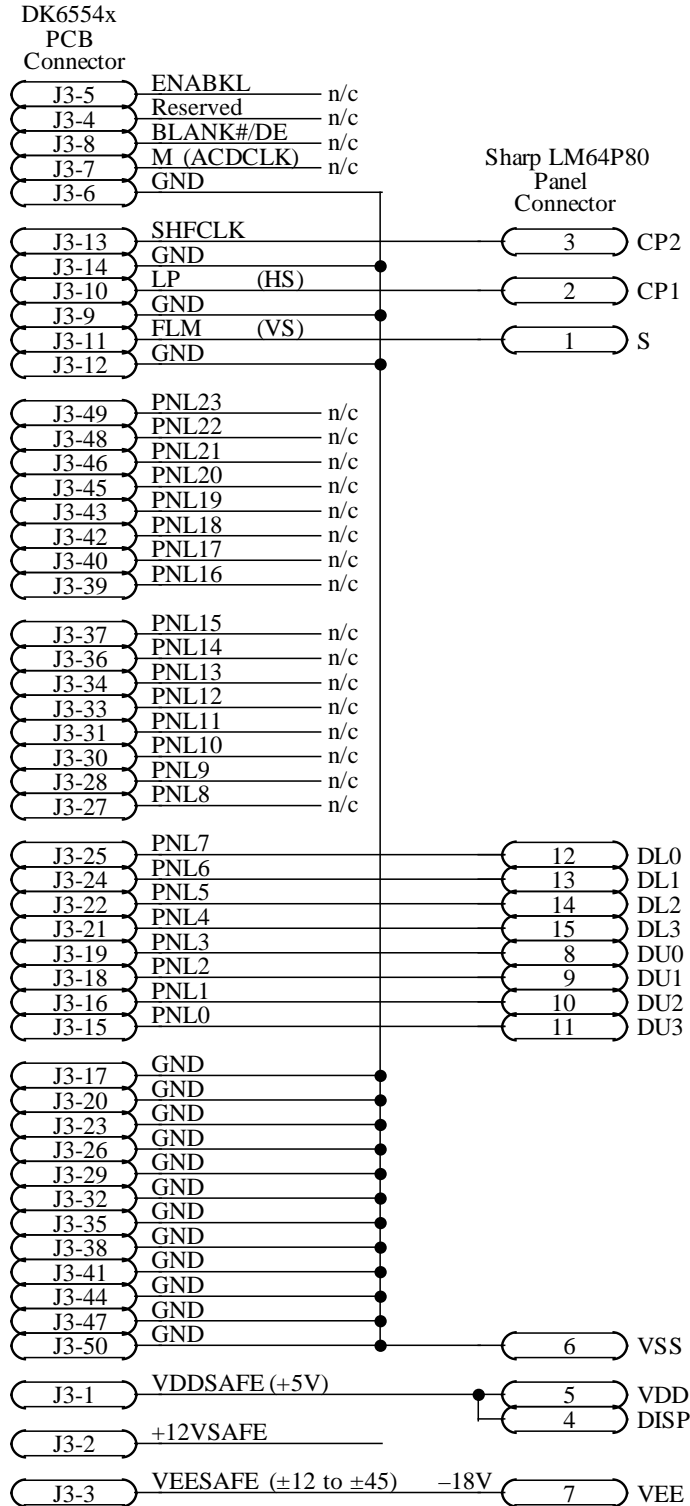 DK6554x
PCB
Connector
Sharp LM64P80
Panel
Connector
J3-5 ENABKL n/c
J3-4 Reserved n/c
J3-8 BLANK#/DE n/c
J3-7 M (ACDCLK) n/c
J3-6 GND
J3-13 SHFCLK 3 CP2
J3-14 GND
J3-10 LP (HS) 2 CP1
J3-9 GND
J3-11 FLM (VS) 1 S
J3-12 GND
J3-49 PNL23 n/c
J3-48 PNL22 n/c
J3-46 PNL21 n/c
J3-45 PNL20 n/c
J3-43 PNL19 n/c
J3-42 PNL18 n/c
J3-40 PNL17 n/c
J3-39 PNL16 n/c
J3-37 PNL15 n/c
J3-36 PNL14 n/c
J3-34 PNL13 n/c
J3-33 PNL12 n/c
J3-31 PNL11 n/c
J3-30 PNL10 n/c
J3-28 PNL9 n/c
J3-27 PNL8 n/c
J3-25 PNL7 12 DL0
J3-24 PNL6 13 DL1
J3-22 PNL5 14 DL2
J3-21 PNL4 15 DL3
J3-19 PNL3 8 DU0
J3-18 PNL2 9 DU1
J3-16 PNL1 10 DU2
J3-15 PNL0 11 DU3
J3-17 GND
J3-20 GND
J3-23 GND
J3-26 GND
J3-29 GND
J3-32 GND
J3-35 GND
J3-38 GND
J3-41 GND
J3-44 GND
J3-47 GND
J3-50 GND 6 VSS
J3-1 VDDSAFE (+5V) 5 VDD
4 DISP
J3-2 +12VSAFE
J3-3 VEESAFE (±12 to ±45) –18V 7 VEE